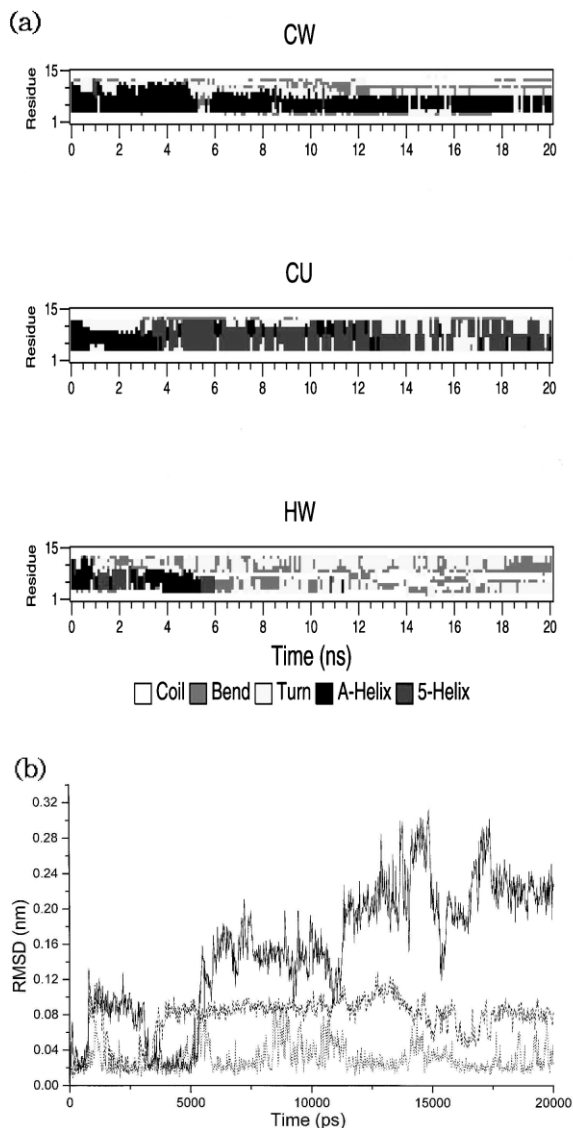 (a)
CW
15
Residue
1
0 2 4 6 8 10 12 14 16 18 20
CU
15
Residue
1
0 2 4 6 8 10 12 14 16 18 20
HW
15
Residue
1
0 2 4 6 8 10 12 14 16 18 20
Time (ns)
Coil Bend Turn A-Helix 5-Helix
(b)
0.32
0.28
0.24
0.20
0.16
0.12
0.08
0.04
0.00
RMSD (nm)
0 5000 10000 15000 20000
Time (ps)